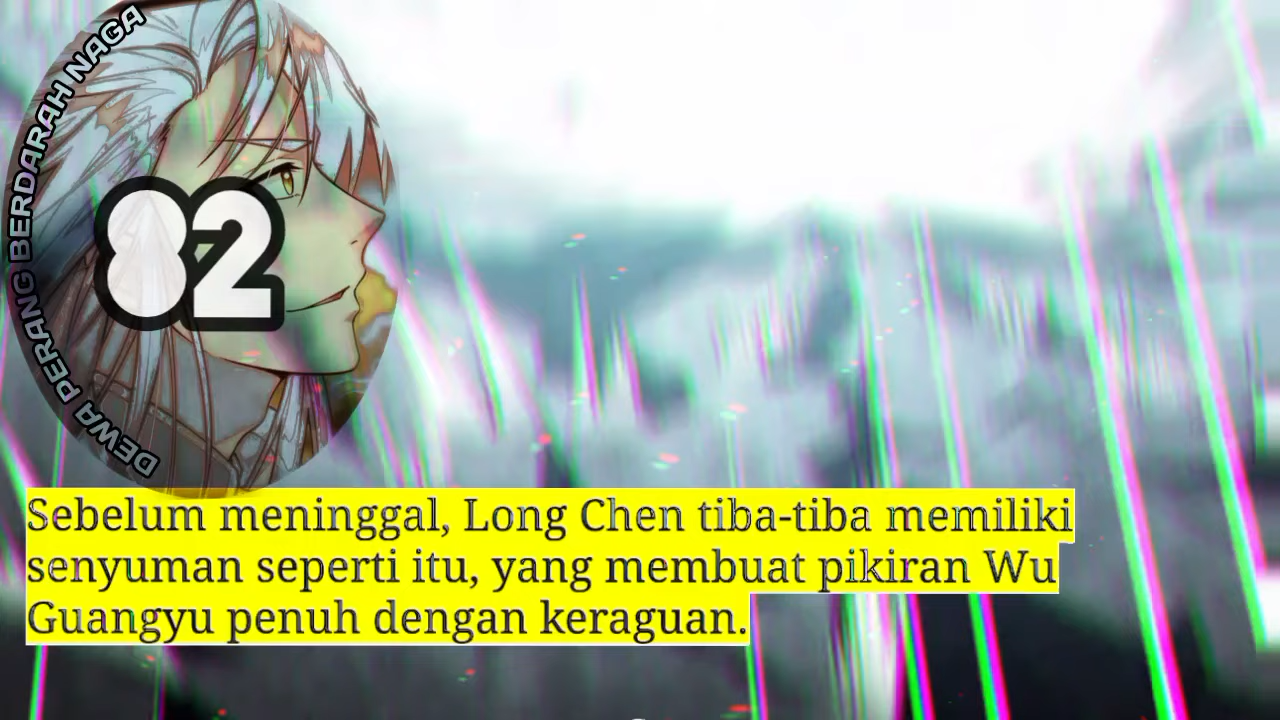 DEWA PERANG BERDARAH NAGA
82
Sebelum meninggal, Long Chen tiba-tiba memiliki
senyuman seperti itu, yang membuat pikiran Wu
Guangyu penuh dengan keraguan.